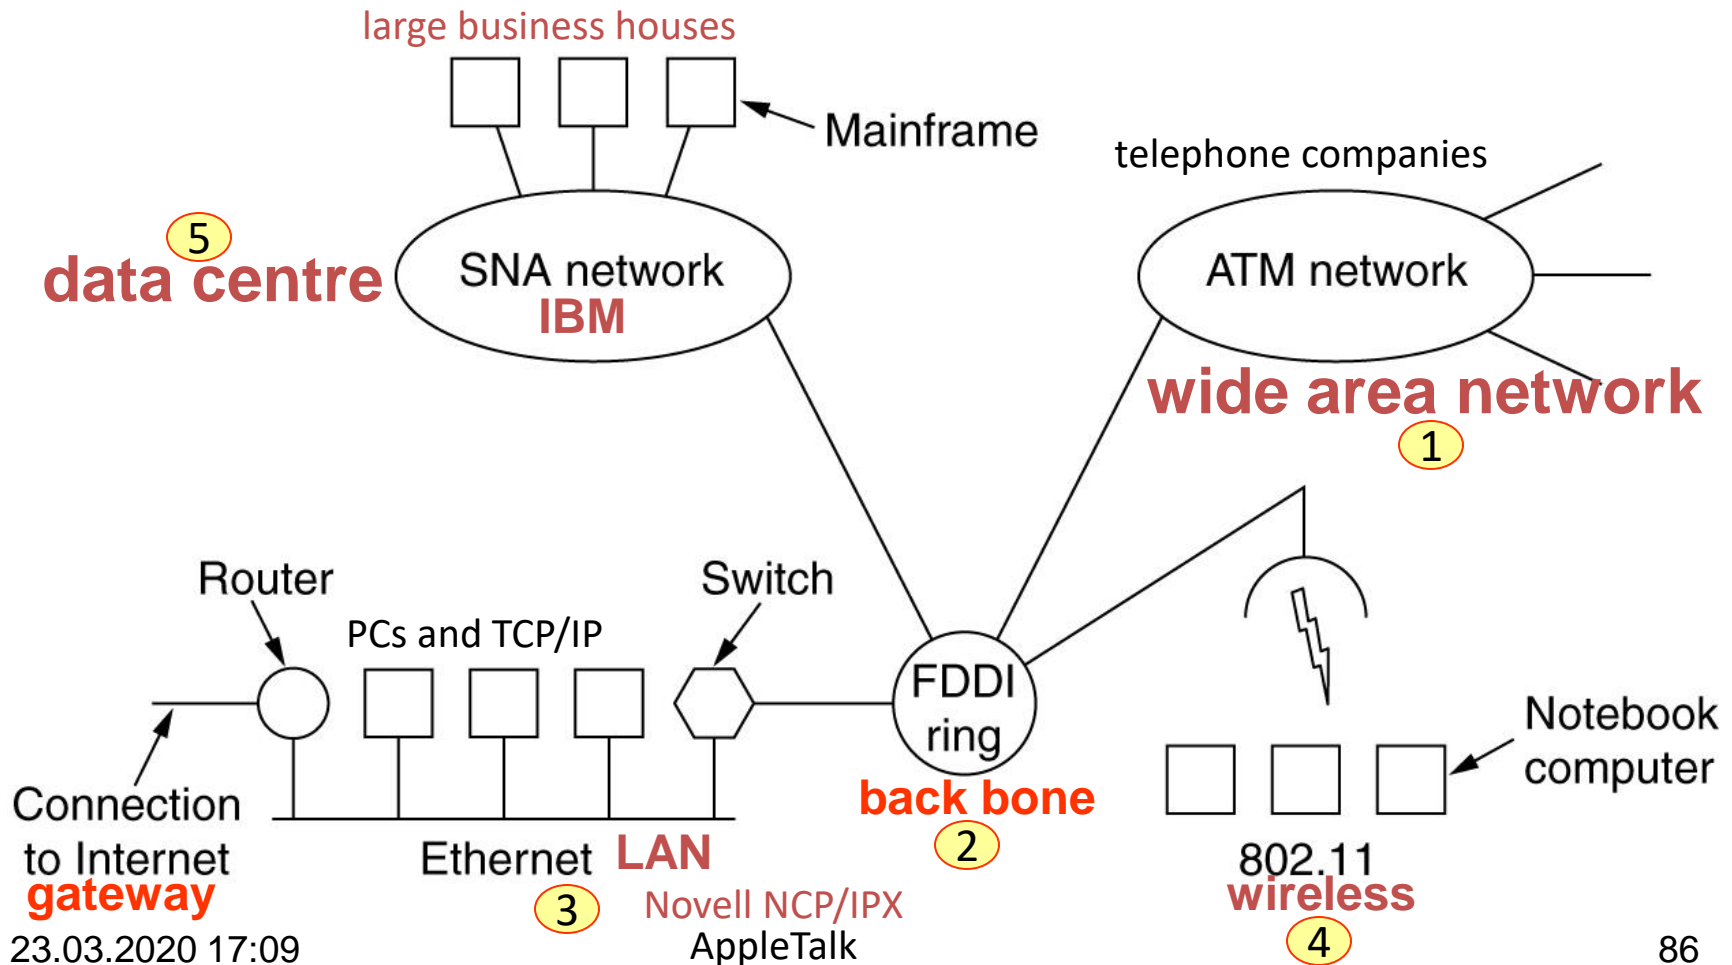 large business houses
Mainframe
telephone companies
5
data centre
SNA network
IBM
ATM network
wide area network
1
Router
Switch
PCs and TCP/IP
FDDI
ring
Notebook
computer
Connection
to Internet
gateway
back bone
2
Ethernet LAN
3
Novell NCP/IPX
AppleTalk
802.11
wireless
4
23.03.2020 17:09
86